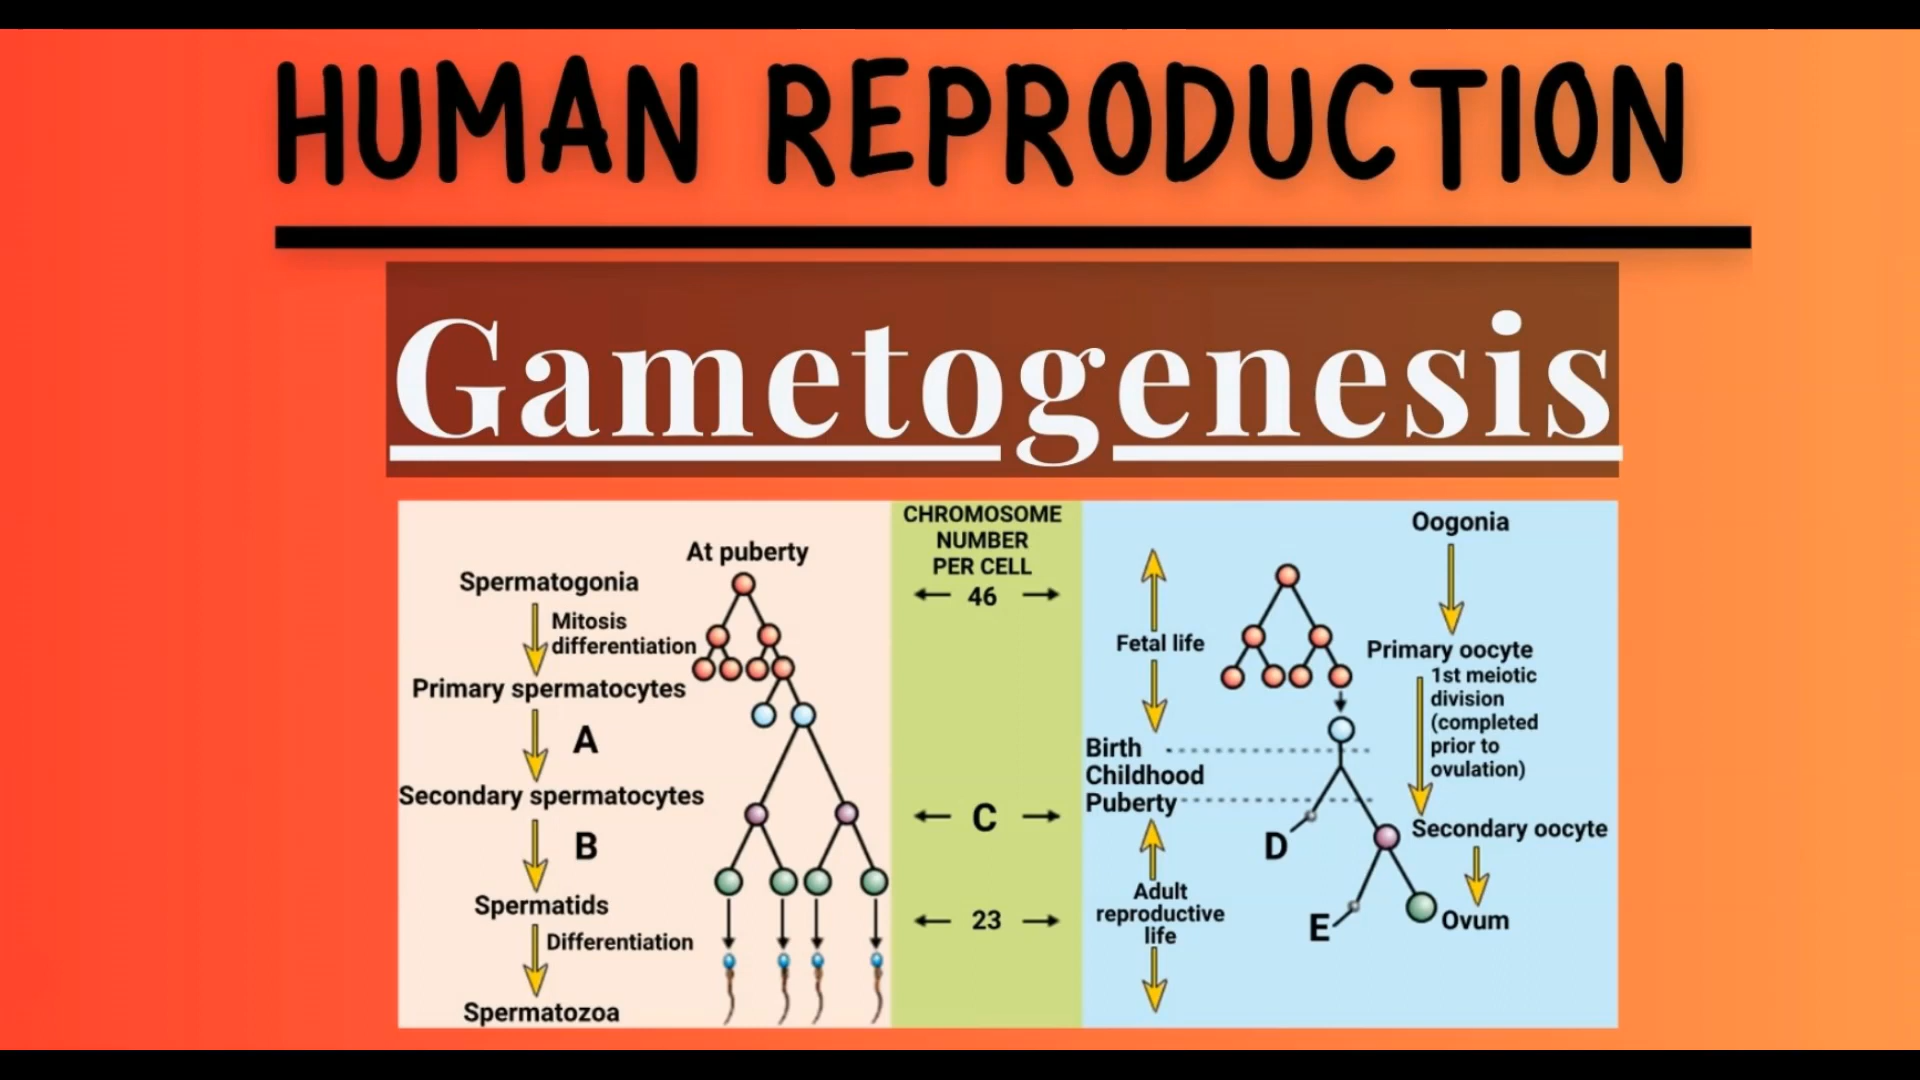 HUMAN REPRODUCTION
Gametogenesis
At puberty
Spermatogonia
Mitosis
differentiation
Primary spermatocytes
A
Secondary spermatocytes
B
Spermatids
Differentiation
Spermatozoa
CHROMOSOME
NUMBER
PER CELL
46
C
23
Fetal life
Birth
Childhood
Puberty
Adult
reproductive
life
D
E
Oogonia
Primary oocyte
1st meiotic
division
(completed
prior to
ovulation)
Secondary oocyte
Ovum